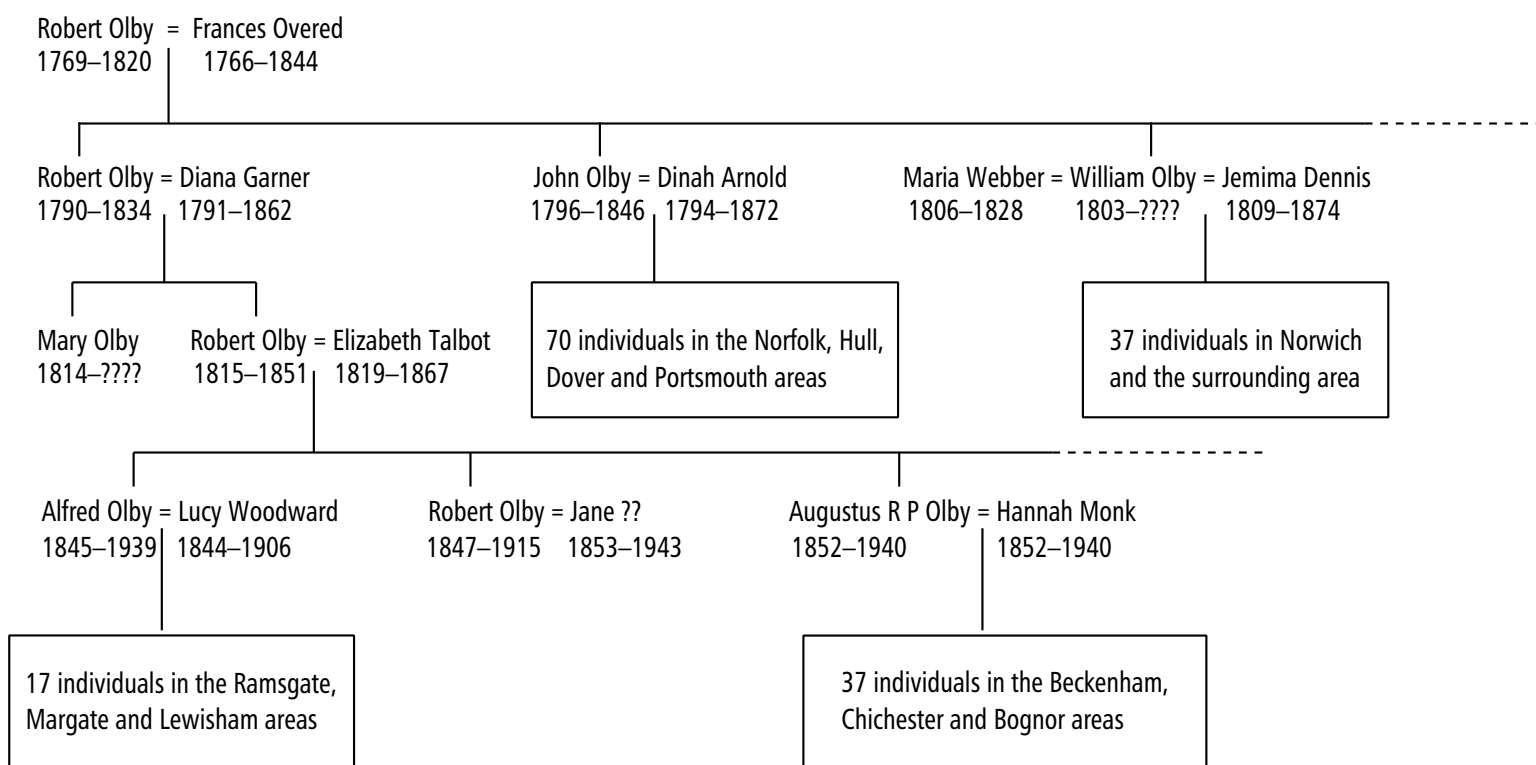 Robert Olby = Frances Overed
1769–1820 1766–1844
Robert Olby = Diana Garner
1790–1834 1791–1862
John Olby = Dinah Arnold
1796–1846 1794–1872
Maria Webber = William Olby = Jemima Dennis
1806–1828 1803–???? 1809–1874
Mary Olby
1814–????
Robert Olby = Elizabeth Talbot
1815–1851 1819–1867
70 individuals in the Norfolk, Hull,
Dover and Portsmouth areas
37 individuals in Norwich
and the surrounding area
Alfred Olby = Lucy Woodward
1845–1939 1844–1906
Robert Olby = Jane ??
1847–1915 1853–1943
Augustus R P Olby = Hannah Monk
1852–1940 1852–1940
17 individuals in the Ramsgate,
Margate and Lewisham areas
37 individuals in the Beckenham,
Chichester and Bognor areas